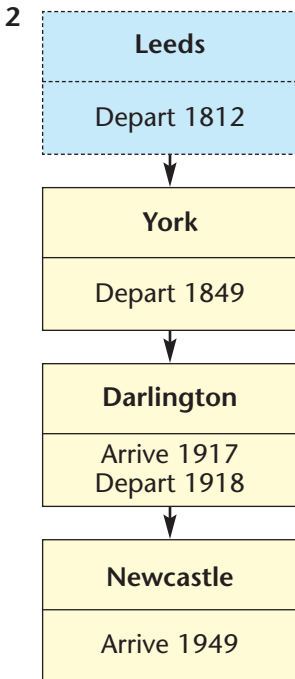 2
Leeds
Depart 1812
York
Depart 1849
Darlington
Arrive 1917
Depart 1918
Newcastle
Arrive 1949